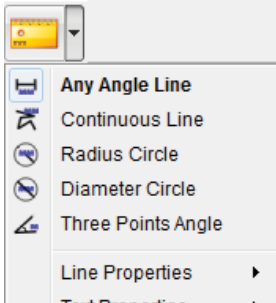 Any Angle Line
Continuous Line
Radius Circle
Diameter Circle
Three Points Angle
Line Properties